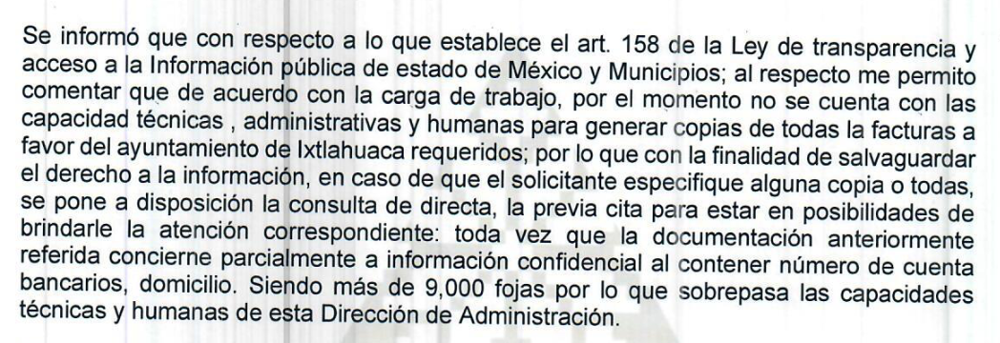 Se informó que con respecto a lo que establece el art. 158 de la Ley de transparencia y
acceso a la Información pública de estado de México y Municipios; al respecto me permito
comentar que de acuerdo con la carga de trabajo, por el momento no se cuenta con las
capacidad técnicas , administrativas y humanas para generar copias de todas la facturas a
favor del ayuntamiento de Ixtlahuaca requeridos; por lo que con la finalidad de salvaguardar
el derecho a la información, en caso de que el solicitante especifique alguna copia o todas,
se pone a disposición la consulta de directa, la previa cita para estar en posibilidades de
brindarle la atención correspondiente: toda vez que la documentación anteriormente
referida concierne parcialmente a información confidencial al contener número de cuenta
bancarios, domicilio. Siendo más de 9,000 fojas por lo que sobrepasa las capacidades
técnicas y humanas de esta Dirección de Administración.